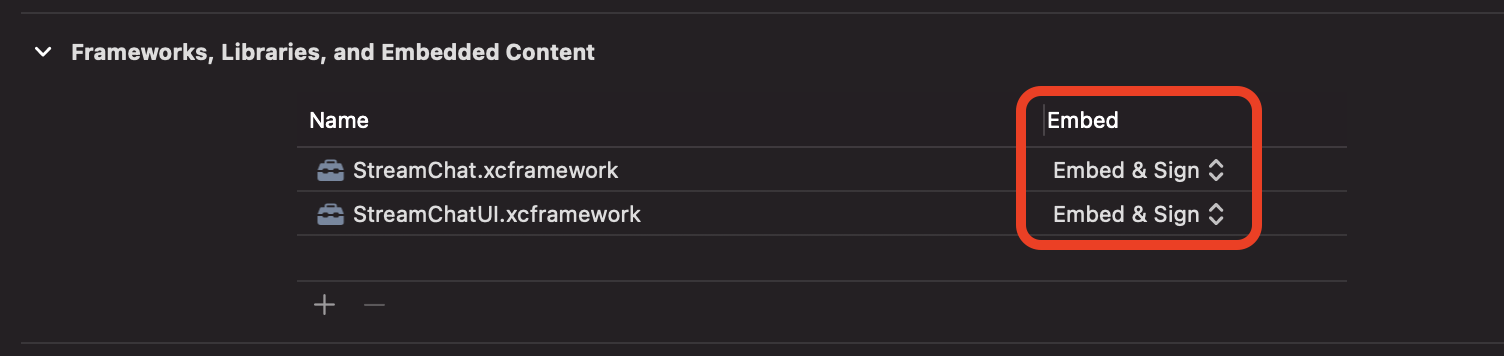 Frameworks, Libraries, and Embedded Content
Name Embed
StreamChat.xcframework Embed & Sign
StreamChatUI.xcframework Embed & Sign